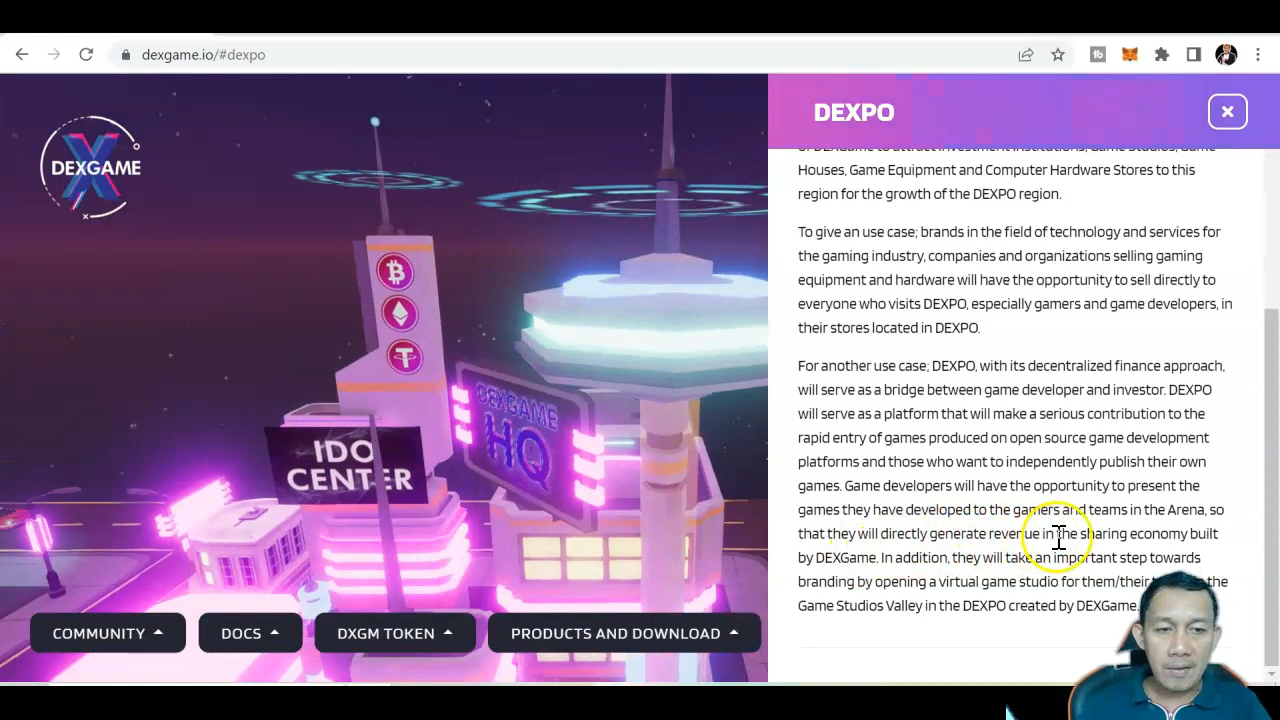 dexgame.io/#dexpo
DEXGAME
DEXPO
of DEXGame to attract Investment Institutions, Game Studios, Game
Houses, Game Equipment and Computer Hardware Stores to this
region for the growth of the DEXPO region.
To give an use case; brands in the field of technology and services for
the gaming industry, companies and organizations selling gaming
equipment and hardware will have the opportunity to sell directly to
everyone who visits DEXPO, especially gamers and game developers, in
their stores located in DEXPO.
For another use case; DEXPO, with its decentralized finance approach,
will serve as a bridge between game developer and investor. DEXPO
will serve as a platform that will make a serious contribution to the
rapid entry of games produced on open source game development
platforms and those who want to independently publish their own
games. Game developers will have the opportunity to present the
games they have developed to the gamers and teams in the Arena, so
that they will directly generate revenue in the sharing economy built
by DEXGame. In addition, they will take an important step towards
branding by opening a virtual game studio for them/their the
Game Studios Valley in the DEXPO created by DEXGame.
DEXGAME
HQ
IDO
CENTER
COMMUNITY
DOCS
DXGM TOKEN
PRODUCTS AND DOWNLOAD